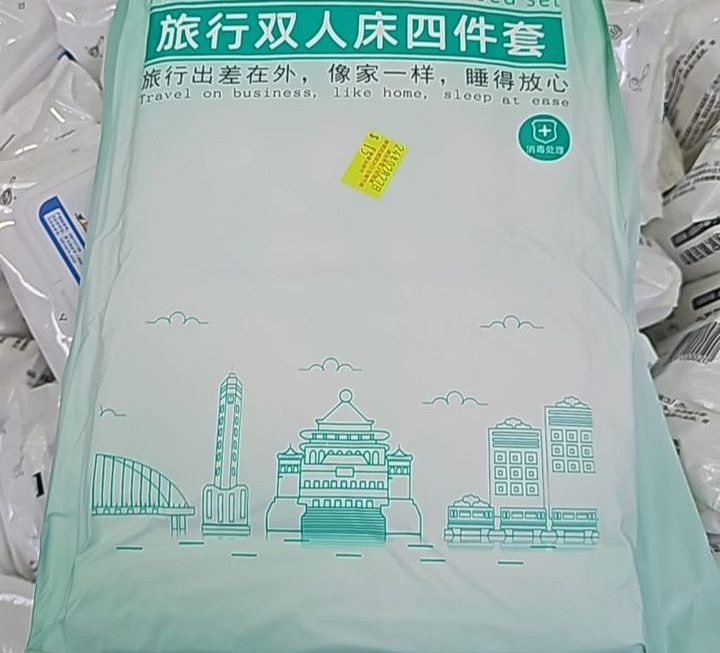 旅行双人床四件套
旅行出差在外，像家一样，睡得放心
Travel on business, like home, sleep at ease
消毒处理
$ 15